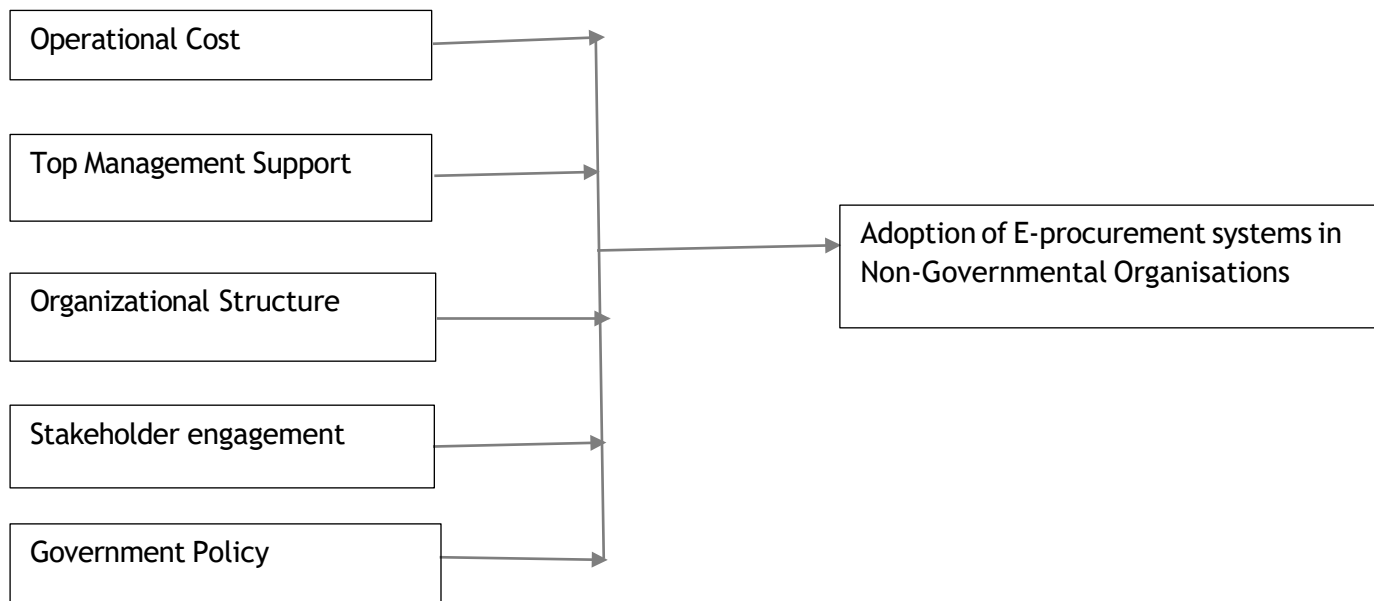 Operational Cost
Top Management Support
Organizational Structure
Stakeholder engagement
Government Policy
Adoption of E-procurement systems in
Non-Governmental Organisations